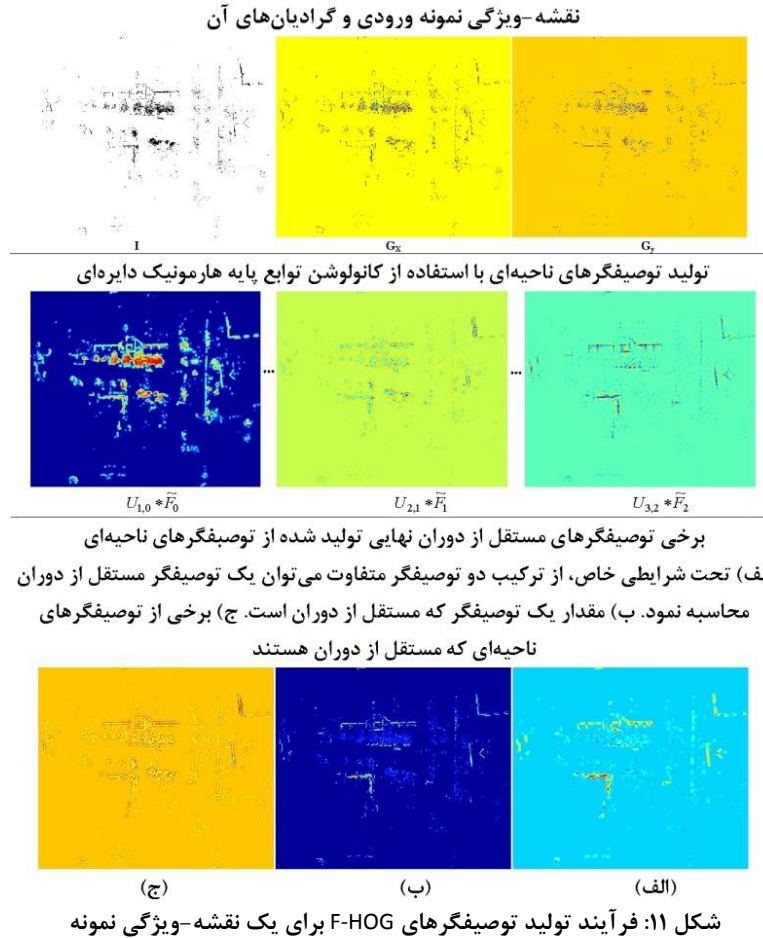 نقشه-ویژگی نمونه ورودی و گرادیان‌های آن
I
Gx
Gy
تولید توصیفگرهای ناحیه‌ای با استفاده از کانولوشن توابع پایه هارمونیک دایره‌ای
... ...
U1,0 * F̃0
U2,1 * F̃1
U3,2 * F̃2
برخی توصیفگرهای مستقل از دوران نهایی تولید شده از توصبفگرهای ناحیه‌ای
لف) تحت شرایطی خاص، از ترکیب دو توصیفگر متفاوت می‌توان یک توصیفگر مستقل از دوران
محاسبه نمود. ب) مقدار یک توصیفگر که مستقل از دوران است. ج) برخی از توصیفگرهای
ناحیه‌ای که مستقل از دوران هستند
(الف)
(ب)
(ج)
شکل ۱۱: فرآیند تولید توصیفگرهای F-HOG برای یک نقشه-ویژگی نمونه